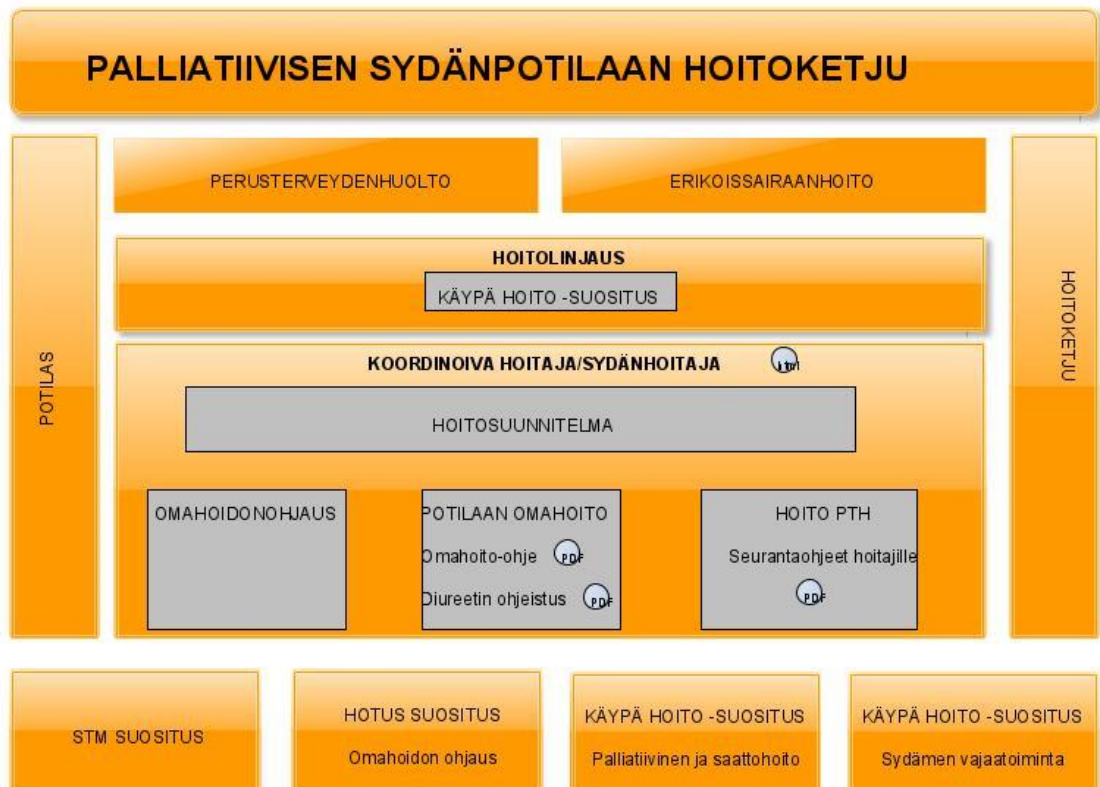 PALLIATIIVISEN SYDÄNPOTILAAN HOITOKETJU
POTILAS
PERUSTERVEYDENHUOLTO
ERIKOISSAIRAANHOITO
HOITOKETJU
HOITOLINJAUS
KÄYPÄ HOITO -SUOSITUS
KOORDINOIVA HOITAJA/SYDÄNHOITAJA
HOITOSUUNNITELMA
OMAHOIDONOHJAUS
POTILAAN OMAHOITO
Omahoito-ohje PDF
Diureetin ohjeistus PDF
HOITO PTH
Seurantaohjeet hoitajille
PDF
STM SUOSITUS
HOTUS SUOSITUS
Omahoidon ohjaus
KÄYPÄ HOITO -SUOSITUS
Palliatiivinen ja saattohoito
KÄYPÄ HOITO -SUOSITUS
Sydämen vajaatoiminta